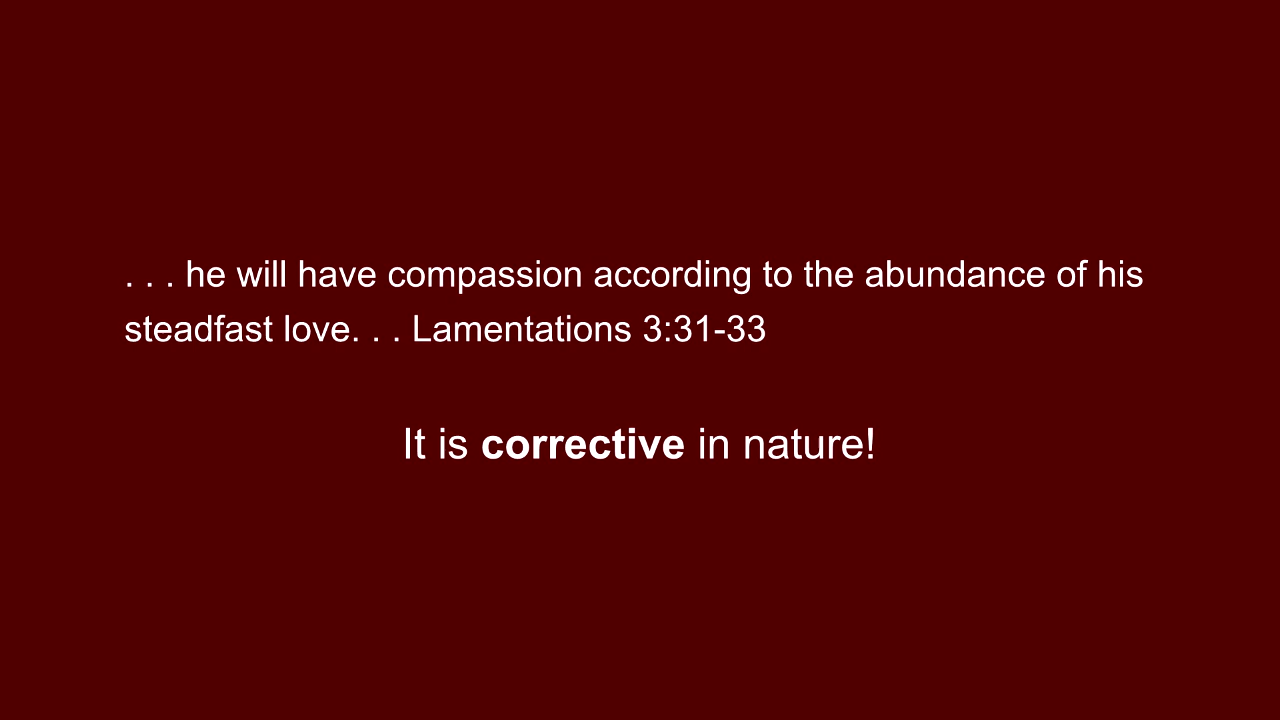 . . . he will have compassion according to the abundance of his
steadfast love. . . Lamentations 3:31-33
It is corrective in nature!